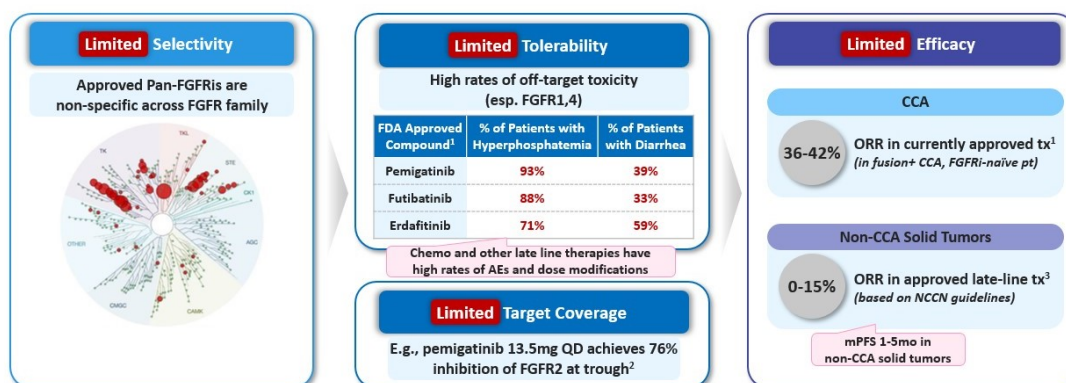 Limited Selectivity
Approved Pan-FGFRis are
non-specific across FGFR family
TK
TKL
STE
CK1
AGC
CAMK
CMGC
OTHER
Limited Tolerability
High rates of off-target toxicity
(esp. FGFR1,4)
FDA Approved Compound¹ % of Patients with Hyperphosphatemia % of Patients with Diarrhea
Pemigatinib 93% 39%
Futibatinib 88% 33%
Erdafitinib 71% 59%
Chemo and other late line therapies have
high rates of AEs and dose modifications
Limited Target Coverage
E.g., pemigatinib 13.5mg QD achieves 76%
inhibition of FGFR2 at trough²
Limited Efficacy
CCA
36-42% ORR in currently approved tx¹
(in fusion+ CCA, FGFRi-naïve pt)
Non-CCA Solid Tumors
0-15% ORR in approved late-line tx³
(based on NCCN guidelines)
mPFS 1-5mo in
non-CCA solid tumors